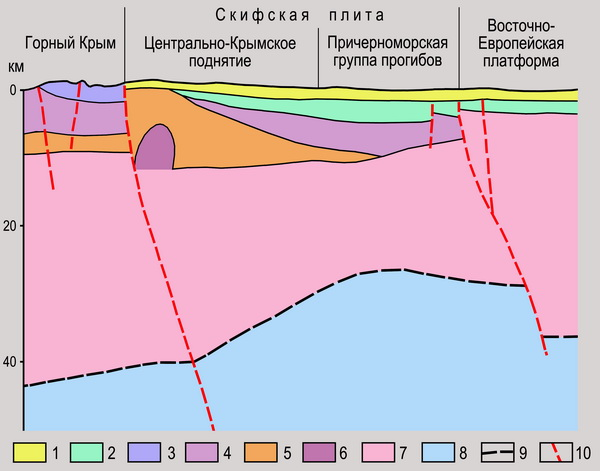 Скифская плита
Горный Крым
Центрально-Крымское
поднятие
Причерноморская
группа прогибов
Восточно-
Европейская
платформа
км
0
20
40
1 2 3 4 5 6 7 8 9 10